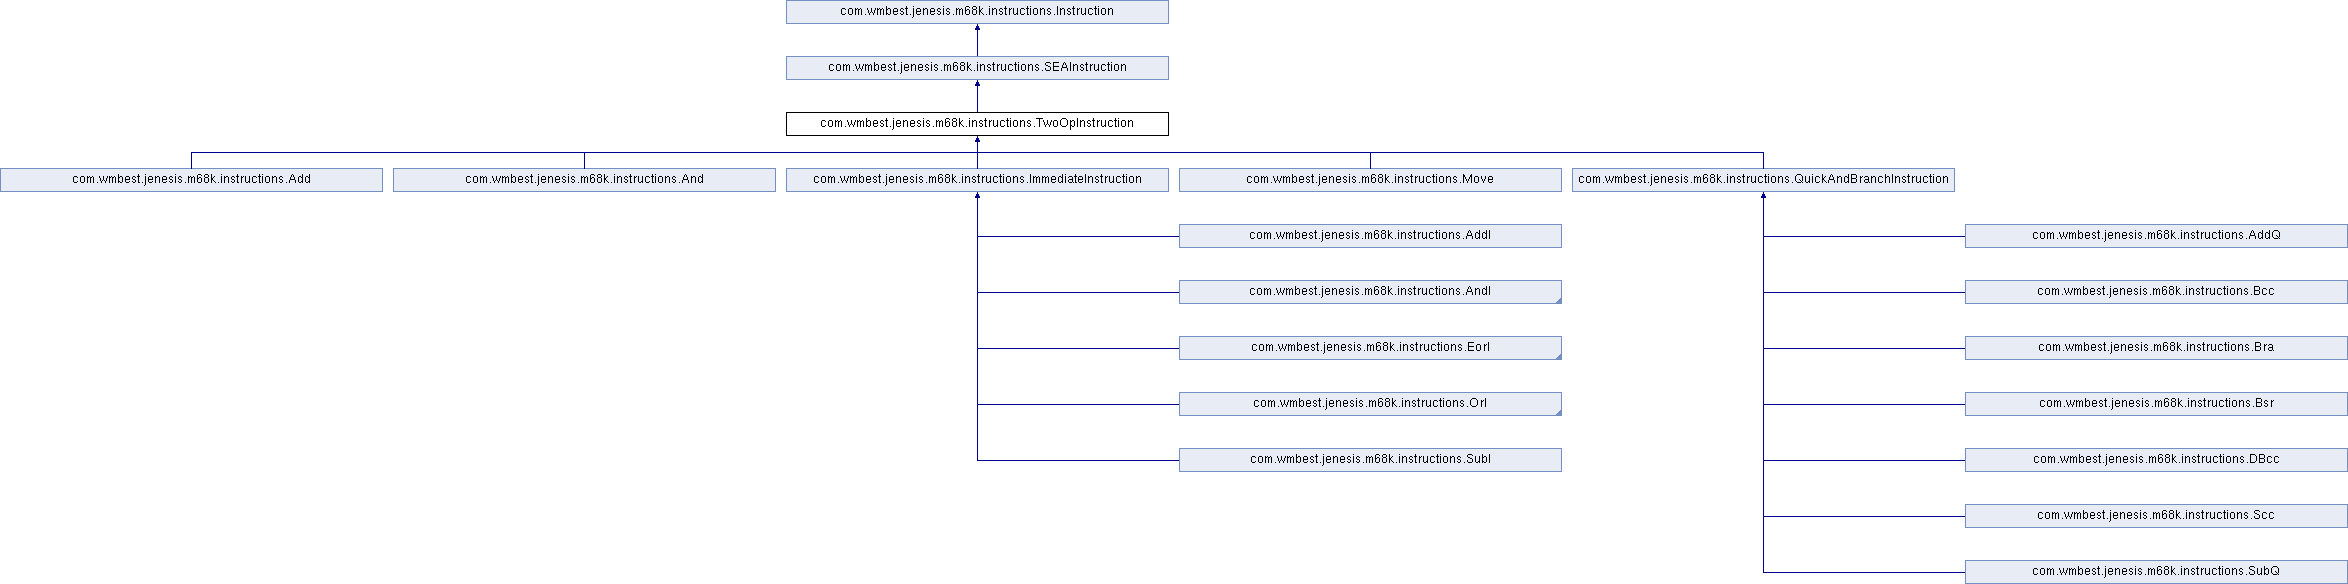 com.wmbest.jenesis.m68k.instructions.Instruction
com.wmbest.jenesis.m68k.instructions.SEAInstruction
com.wmbest.jenesis.m68k.instructions.TwoOpInstruction
com.wmbest.jenesis.m68k.instructions.Add
com.wmbest.jenesis.m68k.instructions.And
com.wmbest.jenesis.m68k.instructions.ImmediateInstruction
com.wmbest.jenesis.m68k.instructions.Move
com.wmbest.jenesis.m68k.instructions.QuickAndBranchInstruction
com.wmbest.jenesis.m68k.instructions.AddI
com.wmbest.jenesis.m68k.instructions.AndI
com.wmbest.jenesis.m68k.instructions.EorI
com.wmbest.jenesis.m68k.instructions.OrI
com.wmbest.jenesis.m68k.instructions.SubI
com.wmbest.jenesis.m68k.instructions.AddQ
com.wmbest.jenesis.m68k.instructions.Bcc
com.wmbest.jenesis.m68k.instructions.Bra
com.wmbest.jenesis.m68k.instructions.Bsr
com.wmbest.jenesis.m68k.instructions.DBcc
com.wmbest.jenesis.m68k.instructions.Scc
com.wmbest.jenesis.m68k.instructions.SubQ